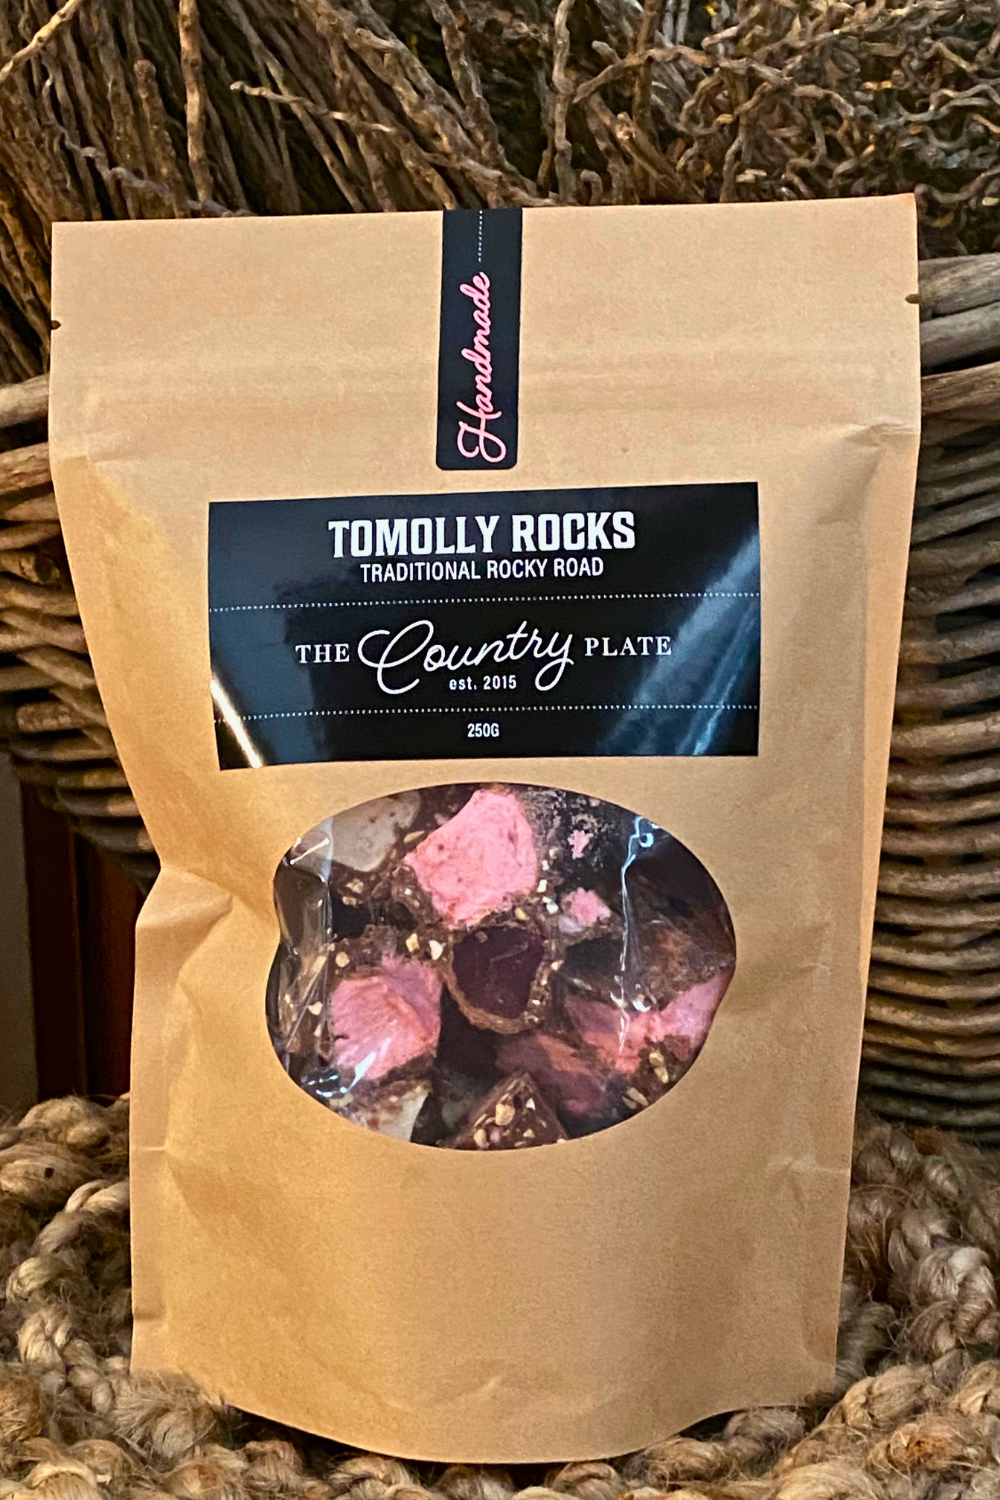 Handmade
TOMOLLY ROCKS
TRADITIONAL ROCKY ROAD
THE Country PLATE
est. 2015
250G